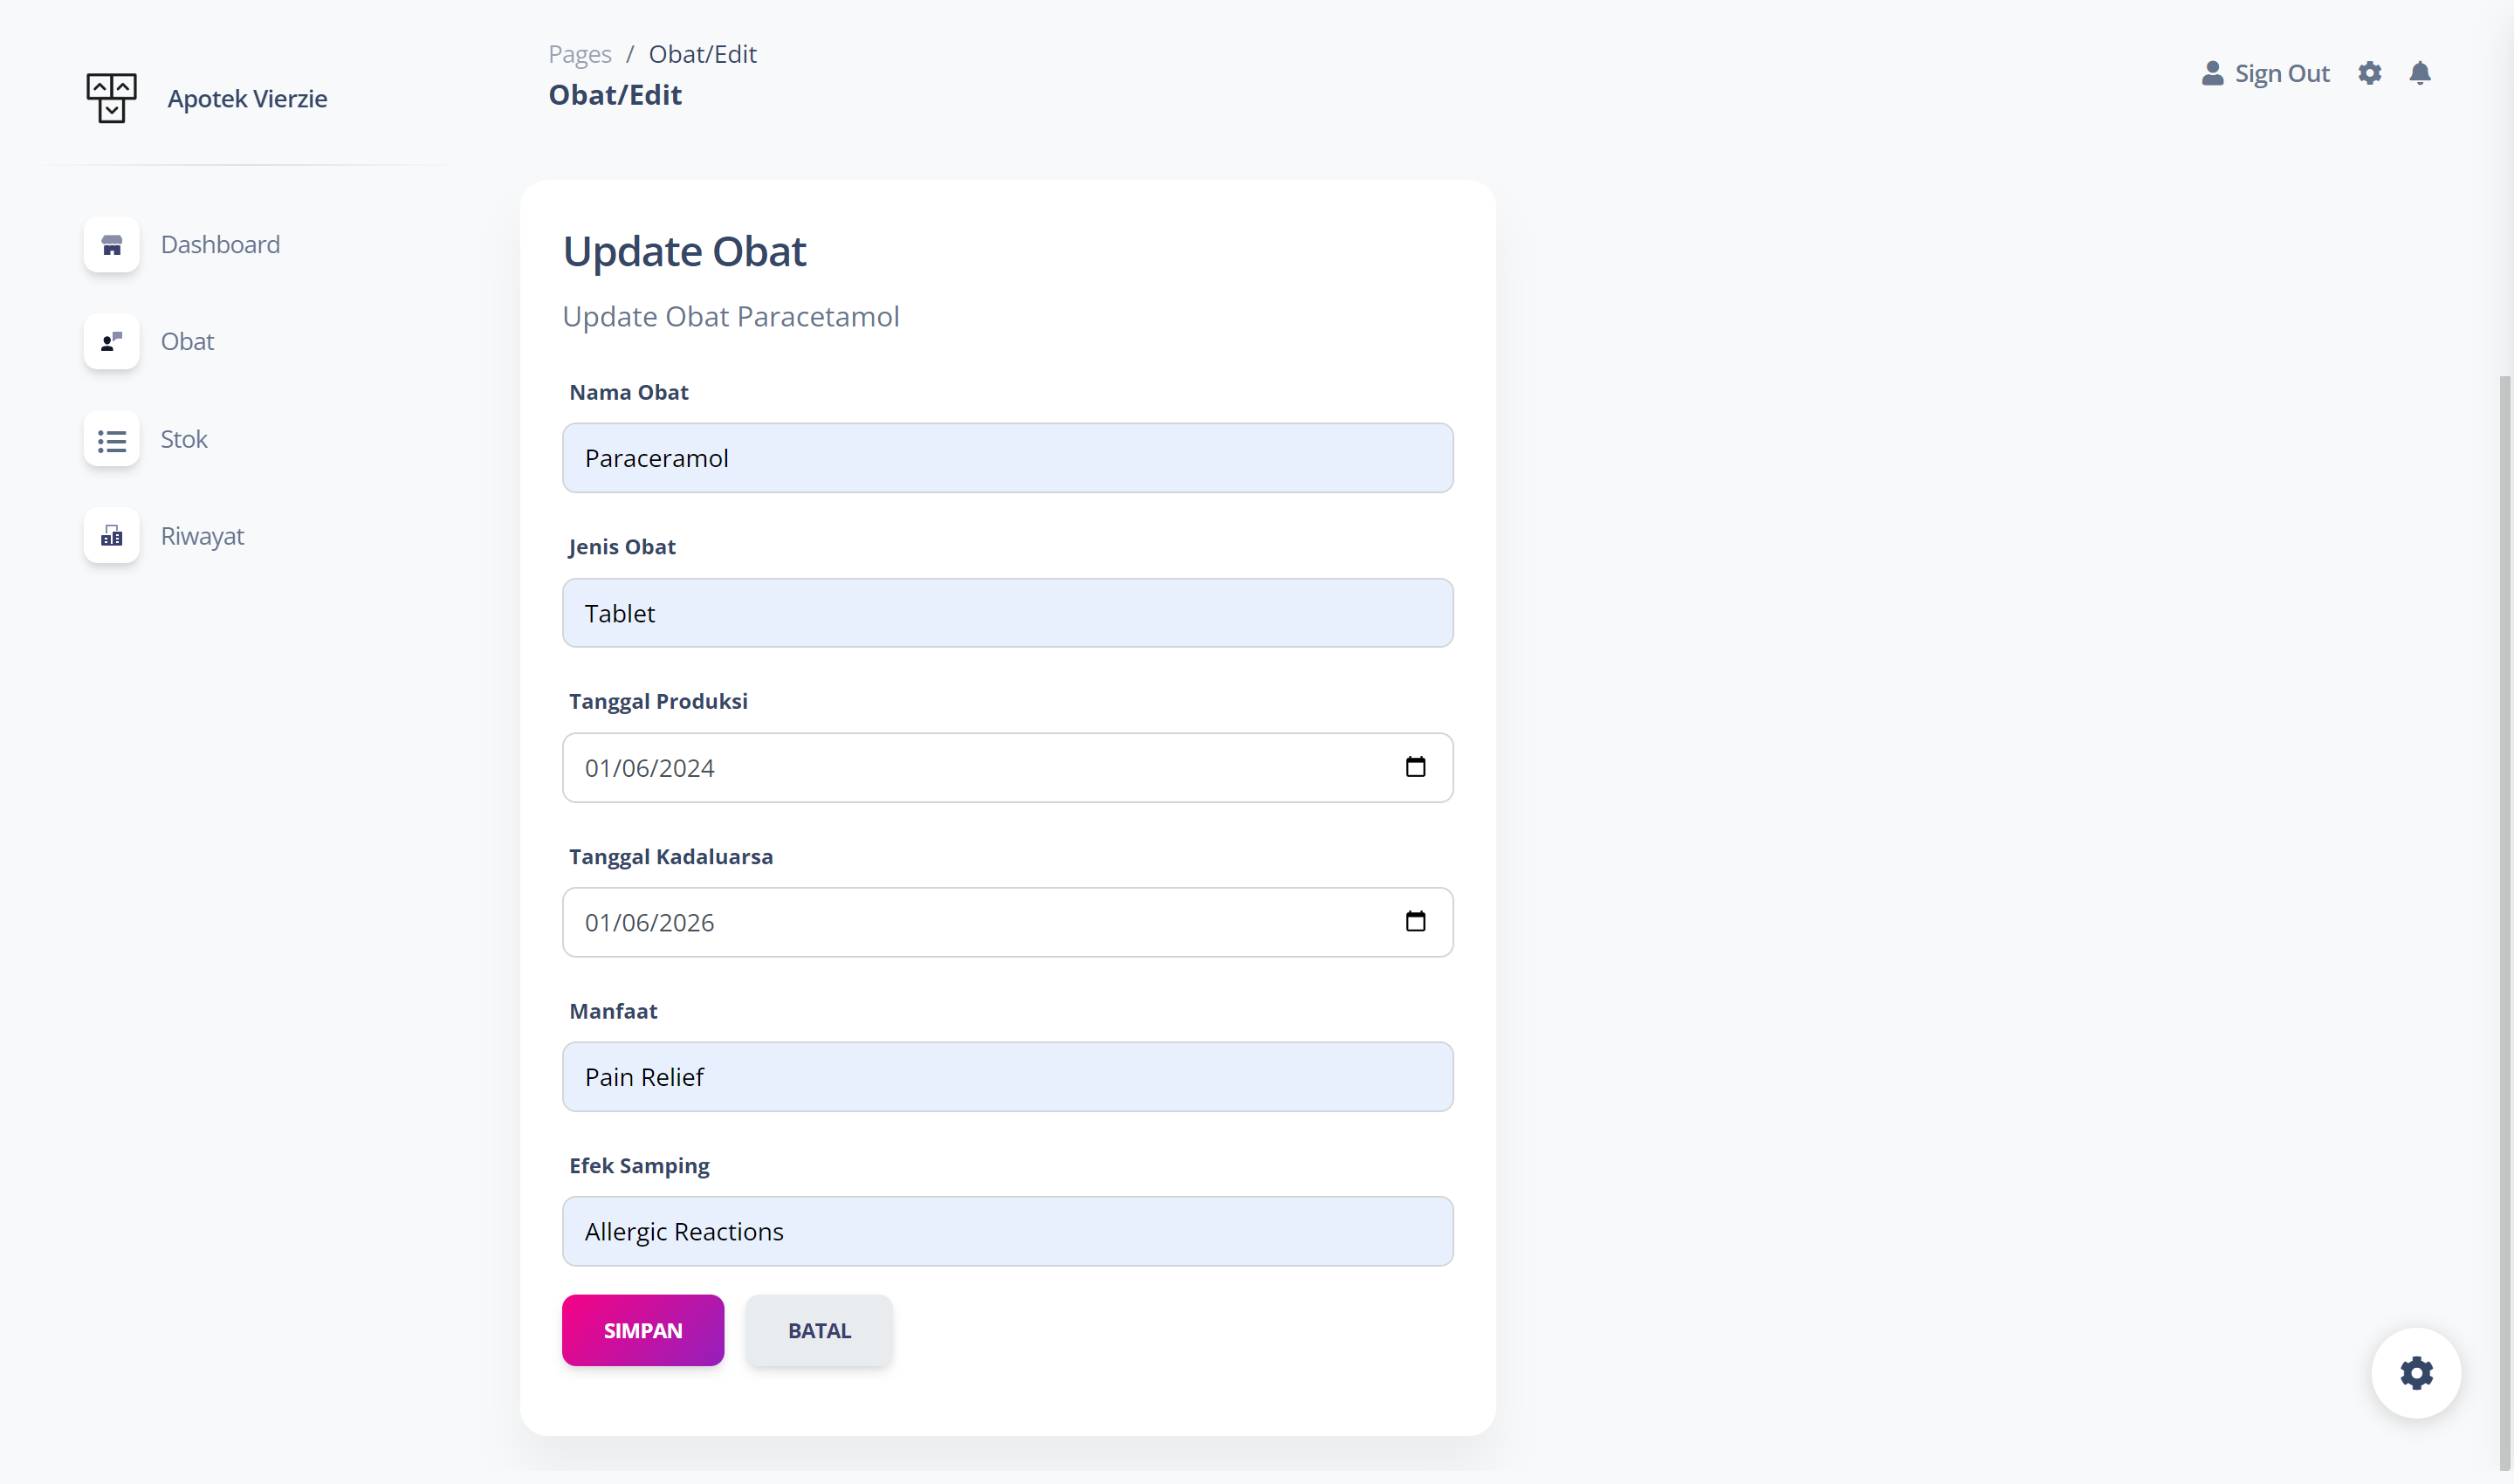 Apotek Vierzie
Dashboard
Obat
Stok
Riwayat
Pages / Obat/Edit
Obat/Edit
Sign Out
Update Obat
Update Obat Paracetamol
Nama Obat
Paraceramol
Jenis Obat
Tablet
Tanggal Produksi
01/06/2024
Tanggal Kadaluarsa
01/06/2026
Manfaat
Pain Relief
Efek Samping
Allergic Reactions
SIMPAN BATAL